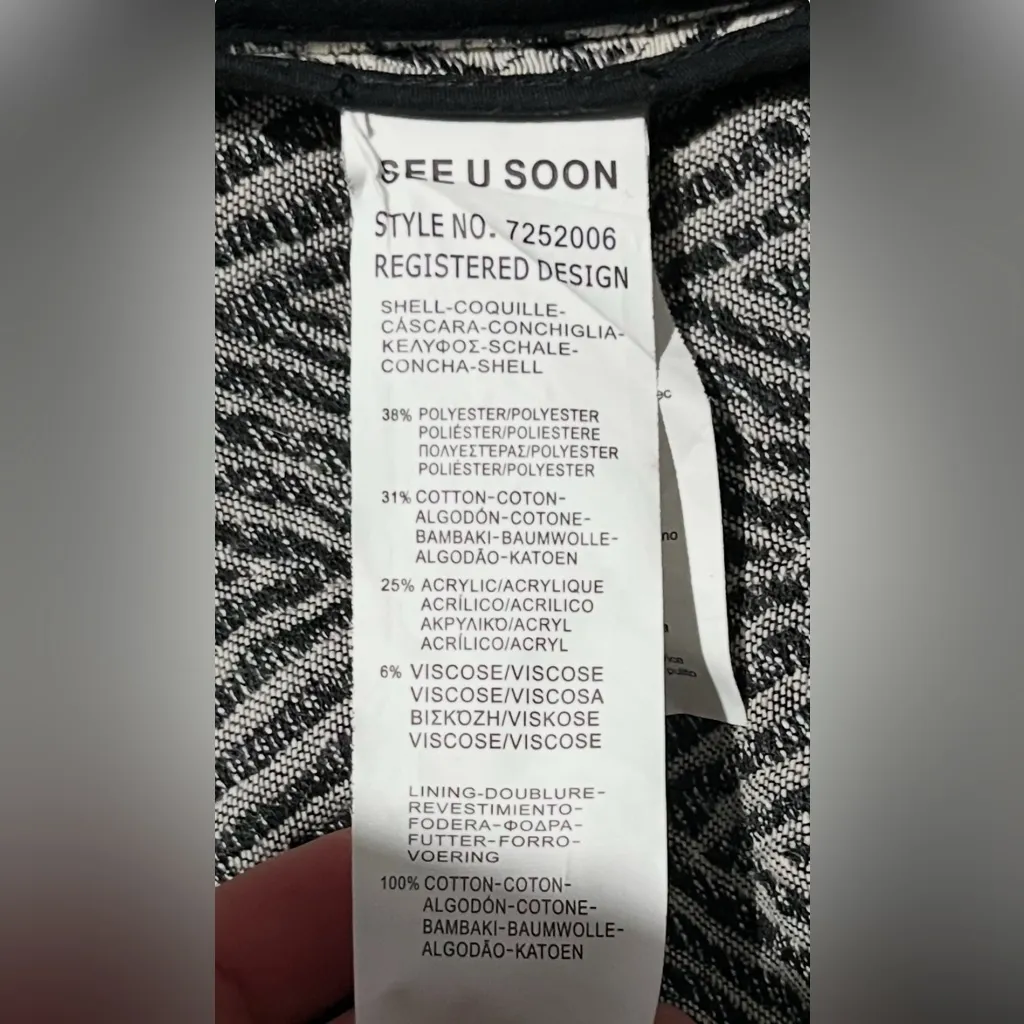 SEE U SOON
STYLE NO. 7252006
REGISTERED DESIGN
SHELL-COQUILLE-
CÁSCARA-CONCHIGLIA-
ΚΕΛΥΦΟΣ-SCHALE-
CONCHA-SHELL
38% POLYESTER/POLYESTER
POLIÉSTER/POLIESTERE
ΠΟΛΥΕΣΤΈΡΑΣ/POLYESTER
POLIÉSTER/POLYESTER
31% COTTON-COTON-
ALGODÓN-COTONE-
BAMBAKI-BAUMWOLLE-
ALGODÃO-KATOEN
25% ACRYLIC/ACRYLIQUE
ACRÍLICO/ACRILICO
ΑΚΡΥΛΙΚΌ/ACRYL
ACRÍLICO/ACRYL
6% VISCOSE/VISCOSE
VISCOSE/VISCOSA
ΒΙΣΚΌΖΗ/VISKOSE
VISCOSE/VISCOSE
LINING-DOUBLURE-
REVESTIMIENTO-
FODERA-ΦΟΔΡΑ-
FUTTER-FORRO-
VOERING
100% COTTON-COTON-
ALGODÓN-COTONE-
BAMBAKI-BAUMWOLLE-
ALGODÃO-KATOEN